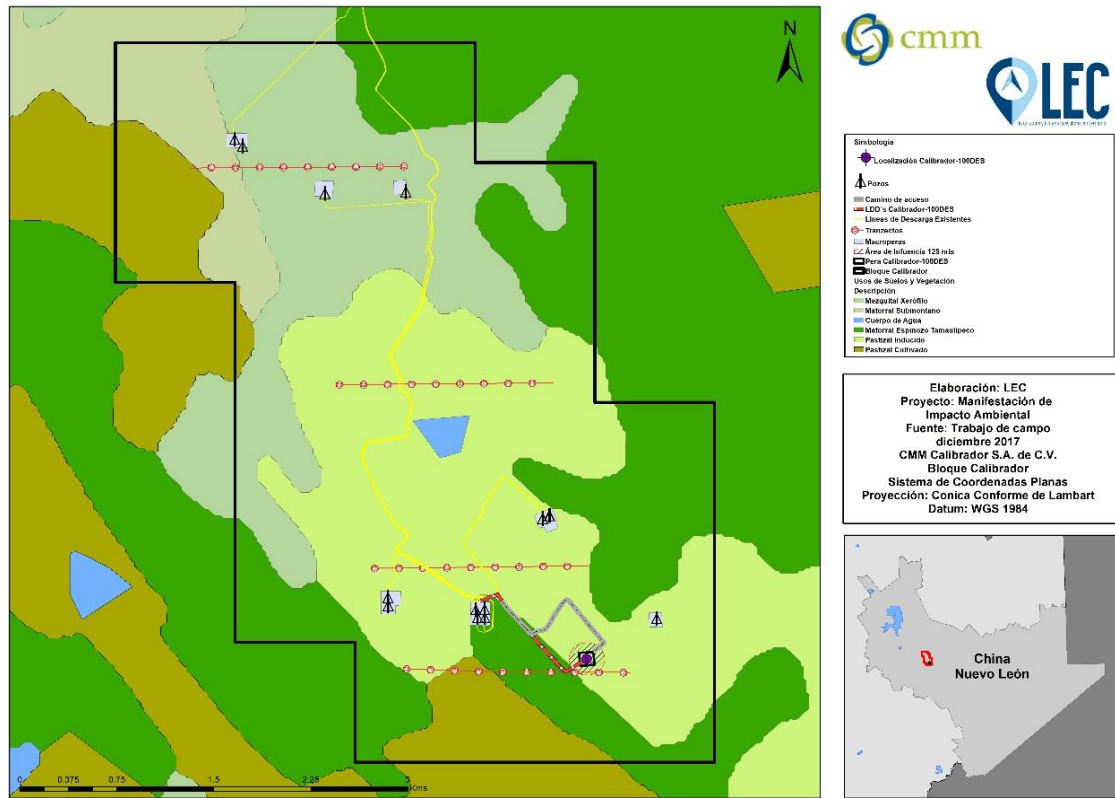 N
cmm
LEC
Simbología
Localización Calibrador-100DES
Pozos
Camino de acceso
LDD´s Calibrador-100DES
Lineas de Descarga Existentes
Tranzectos
Macroperas
Área de Infuencia 125 mts
Pera Calibrador-100DES
Bloque Calibrador
Usos de Suelos y Vegetación
Descripción
Mezquital Xerófilo
Matorral Submontano
Cuerpo de Agua
Matorral Espinozo Tamaulipeco
Pastizal Inducido
Pastizal Cultivado
Elaboración: LEC
Proyecto: Manifestación de
Impacto Ambiental
Fuente: Trabajo de campo
diciembre 2017
CMM Calibrador S.A. de C.V.
Bloque Calibrador
Sistema de Coordenadas Planas
Proyección: Conica Conforme de Lambart
Datum: WGS 1984
China
Nuevo León
0 0.375 0.75 1.5 2.25 3
Kms